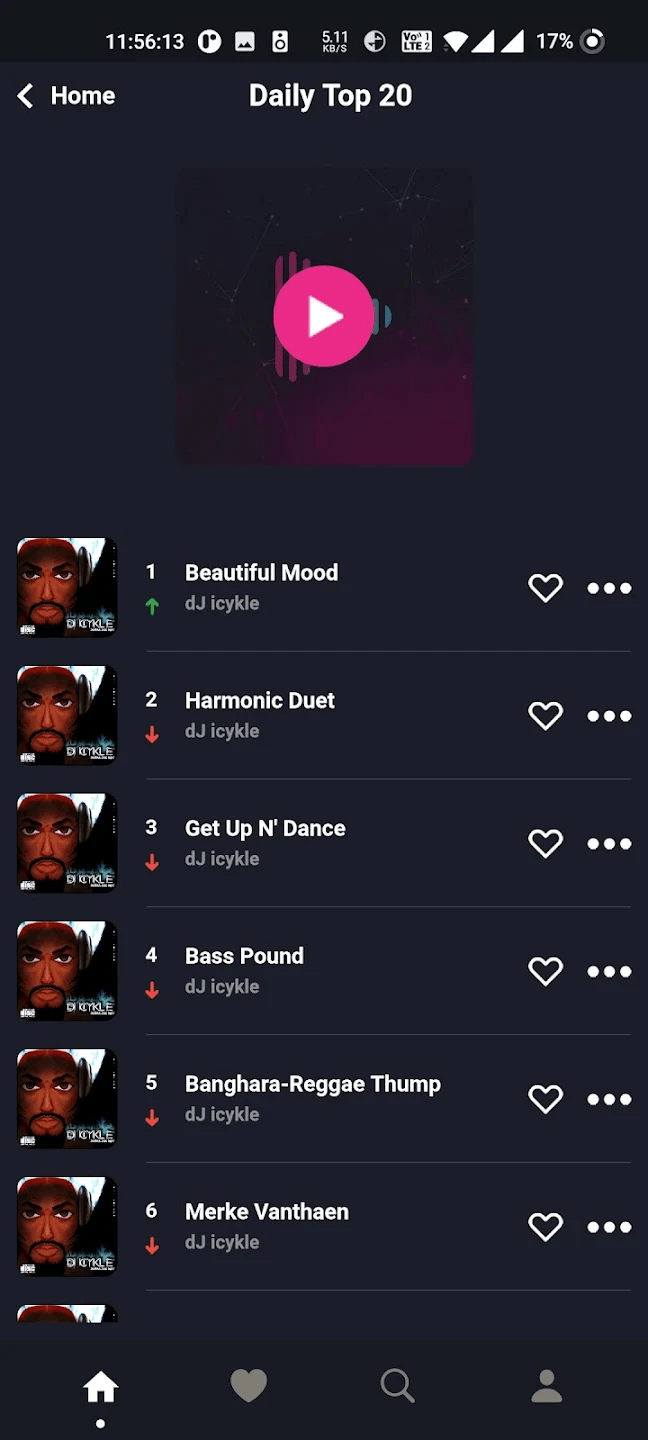 11:56:13
5.11
KB/S
Vo)) 1
LTE 2
17%
Home
Daily Top 20
1
Beautiful Mood
dJ icykle
DJ ICYKLE
2
Harmonic Duet
dJ icykle
DJ ICYKLE
3
Get Up N' Dance
dJ icykle
DJ ICYKLE
4
Bass Pound
dJ icykle
DJ ICYKLE
5
Banghara-Reggae Thump
dJ icykle
DJ ICYKLE
6
Merke Vanthaen
dJ icykle
DJ ICYKLE